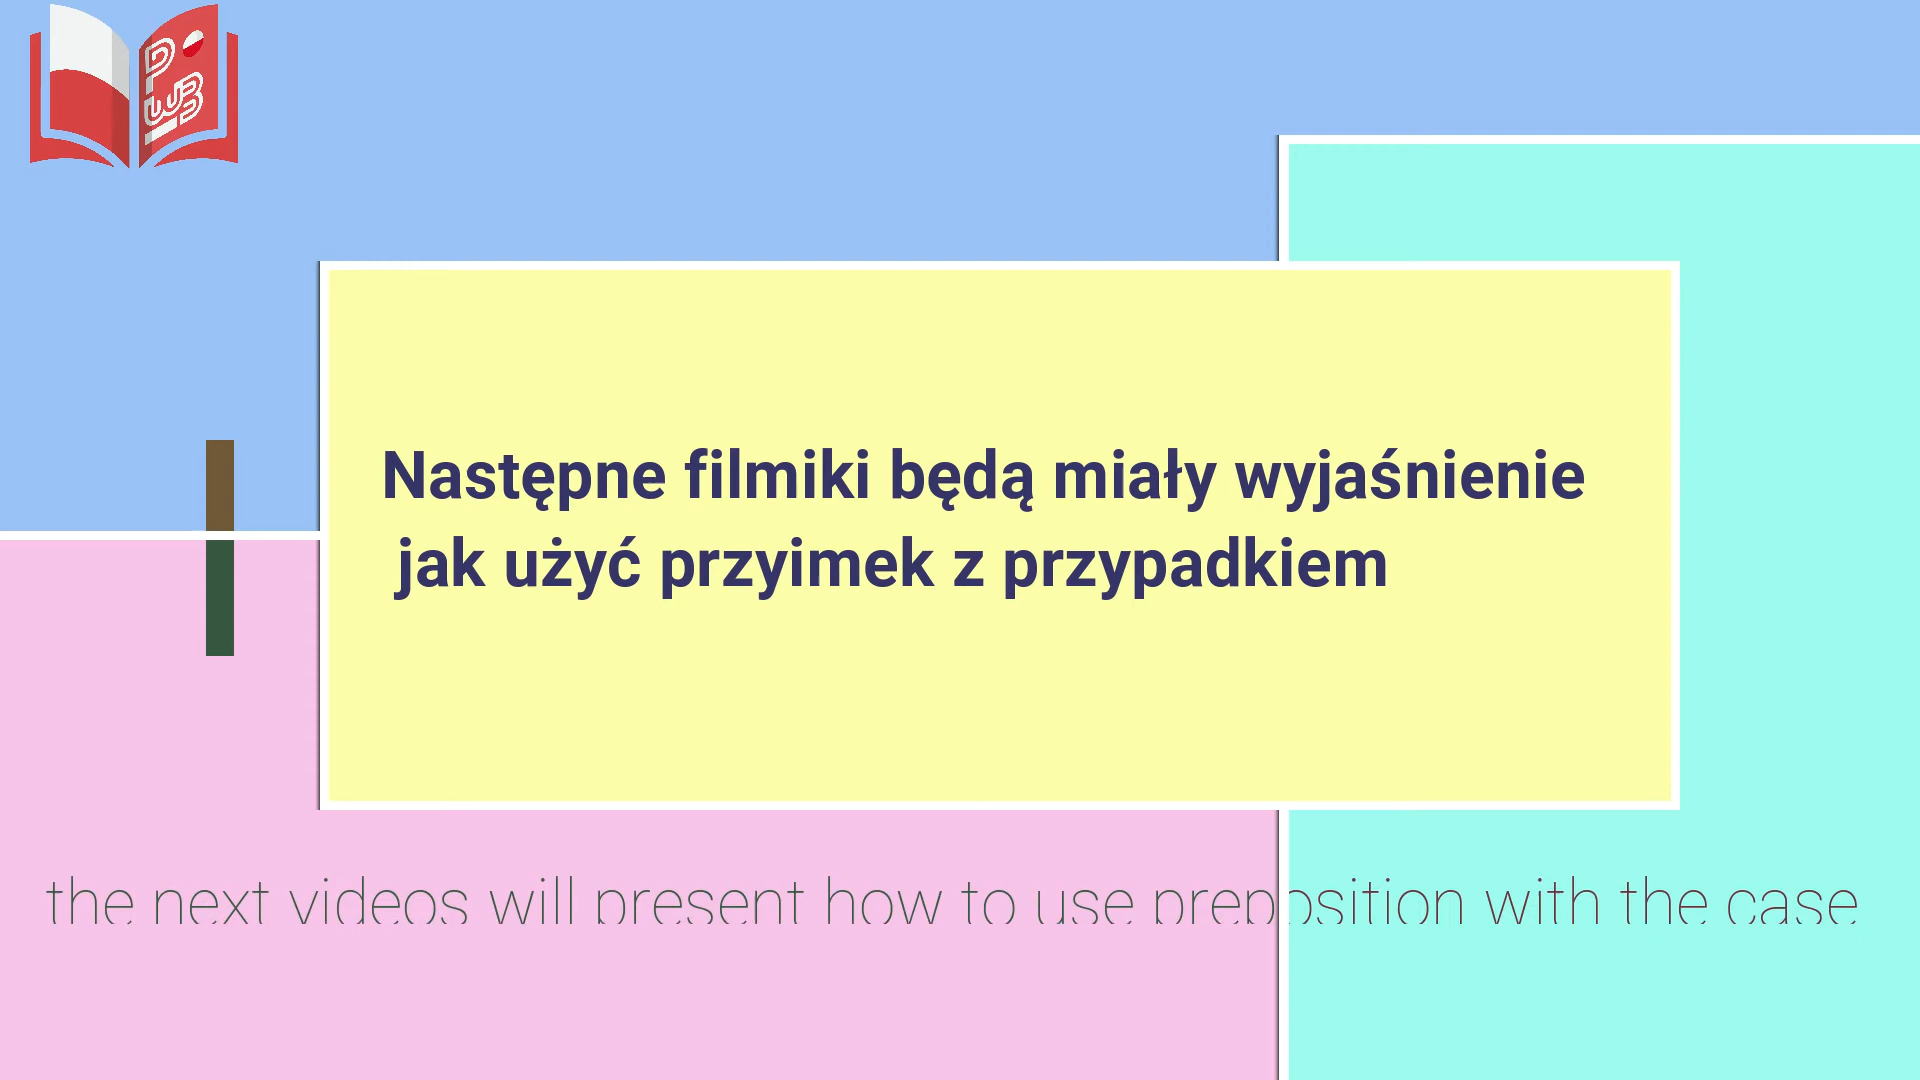 Następne filmiki będą miały wyjaśnienie
jak użyć przyimek z przypadkiem
the next videos will present how to use preposition with the case